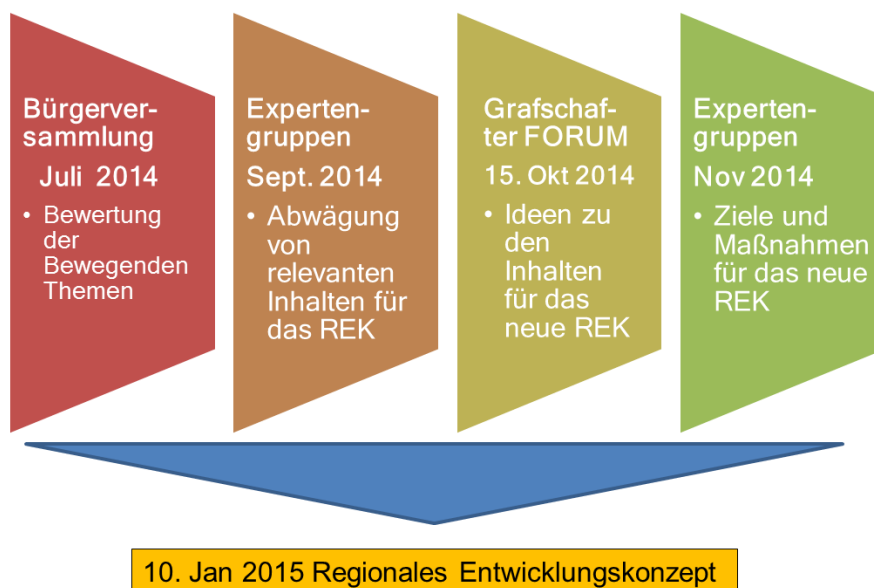 Bürgerver-
sammlung
Juli 2014
• Bewertung
der
Bewegenden
Themen
Experten-
gruppen
Sept. 2014
• Abwägung
von
relevanten
Inhalten für
das REK
Grafschaf-
ter FORUM
15. Okt 2014
• Ideen zu
den
Inhalten
für das
neue REK
Experten-
gruppen
Nov 2014
• Ziele und
Maßnahmen
für das neue
REK
10. Jan 2015 Regionales Entwicklungskonzept